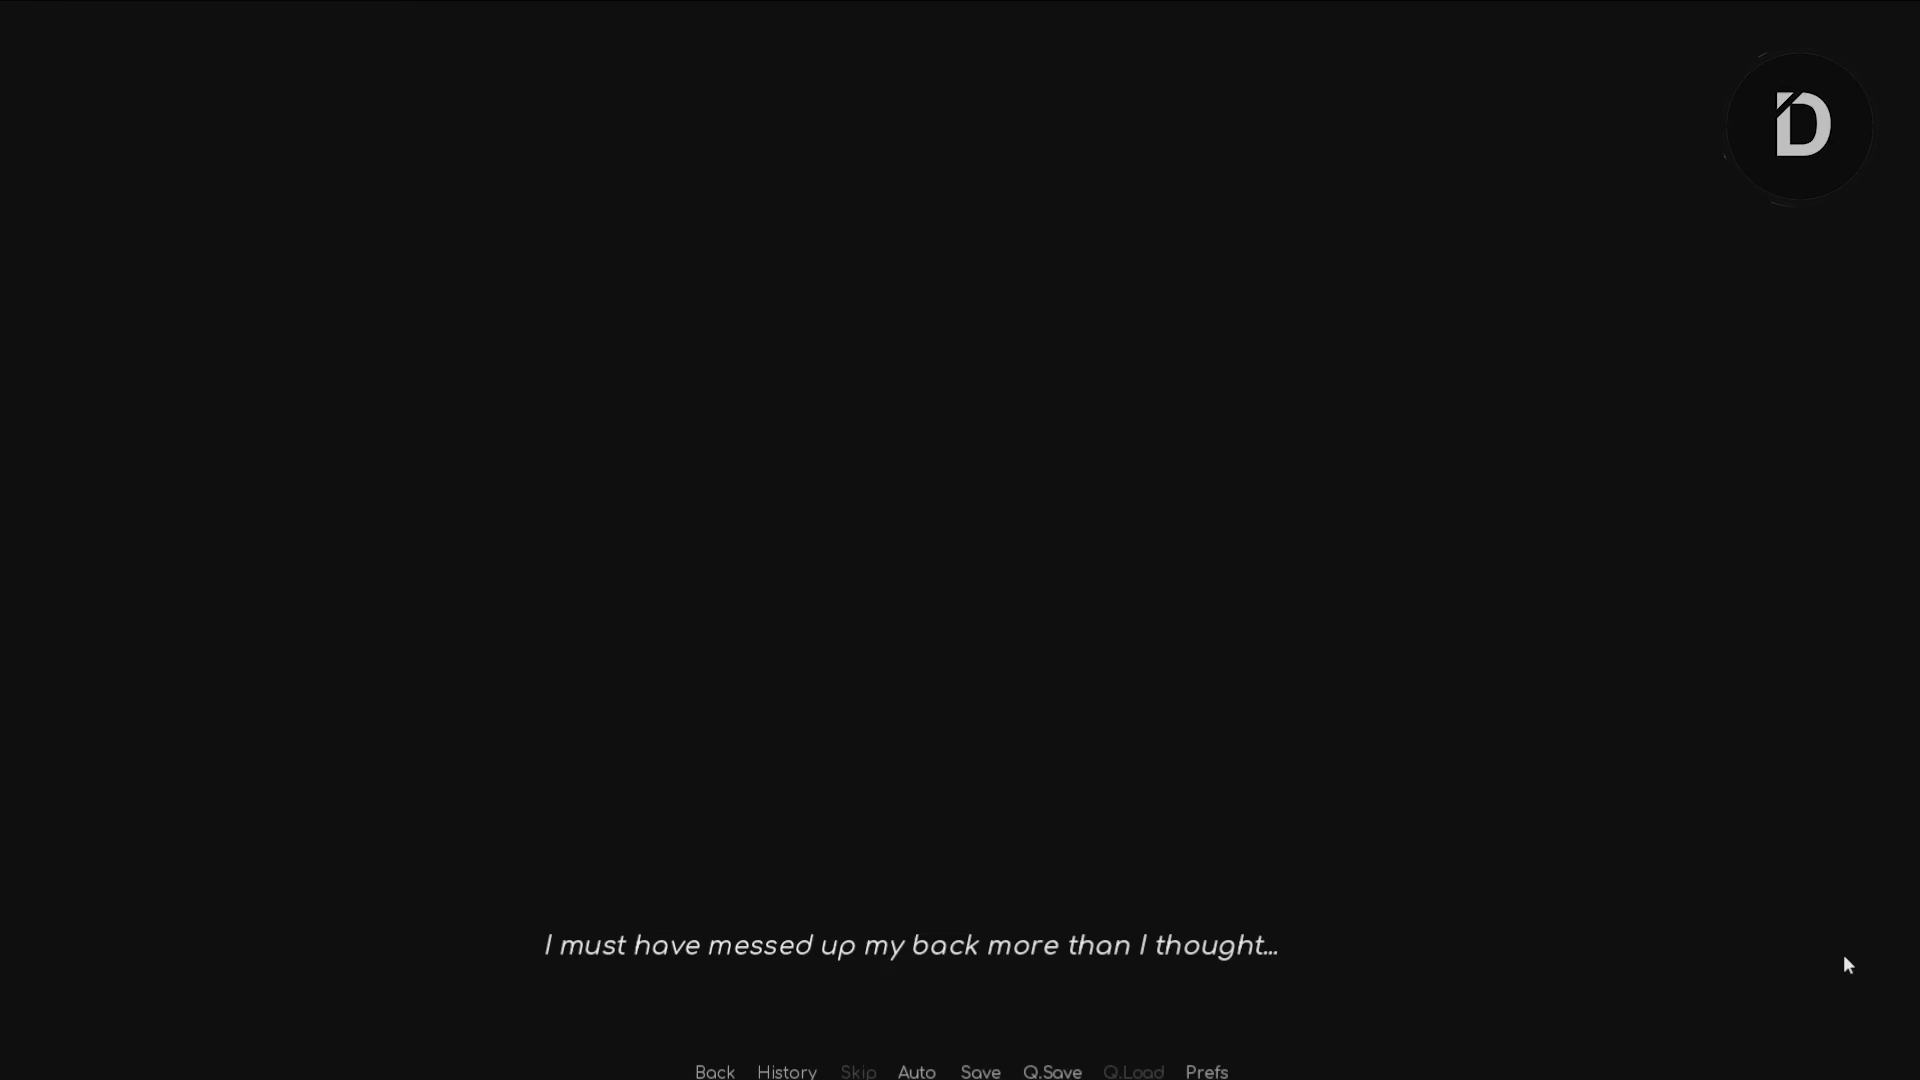 D
I must have messed up my back more than I thought...
Back History Skip Auto Save Q.Save Q.Load Prefs